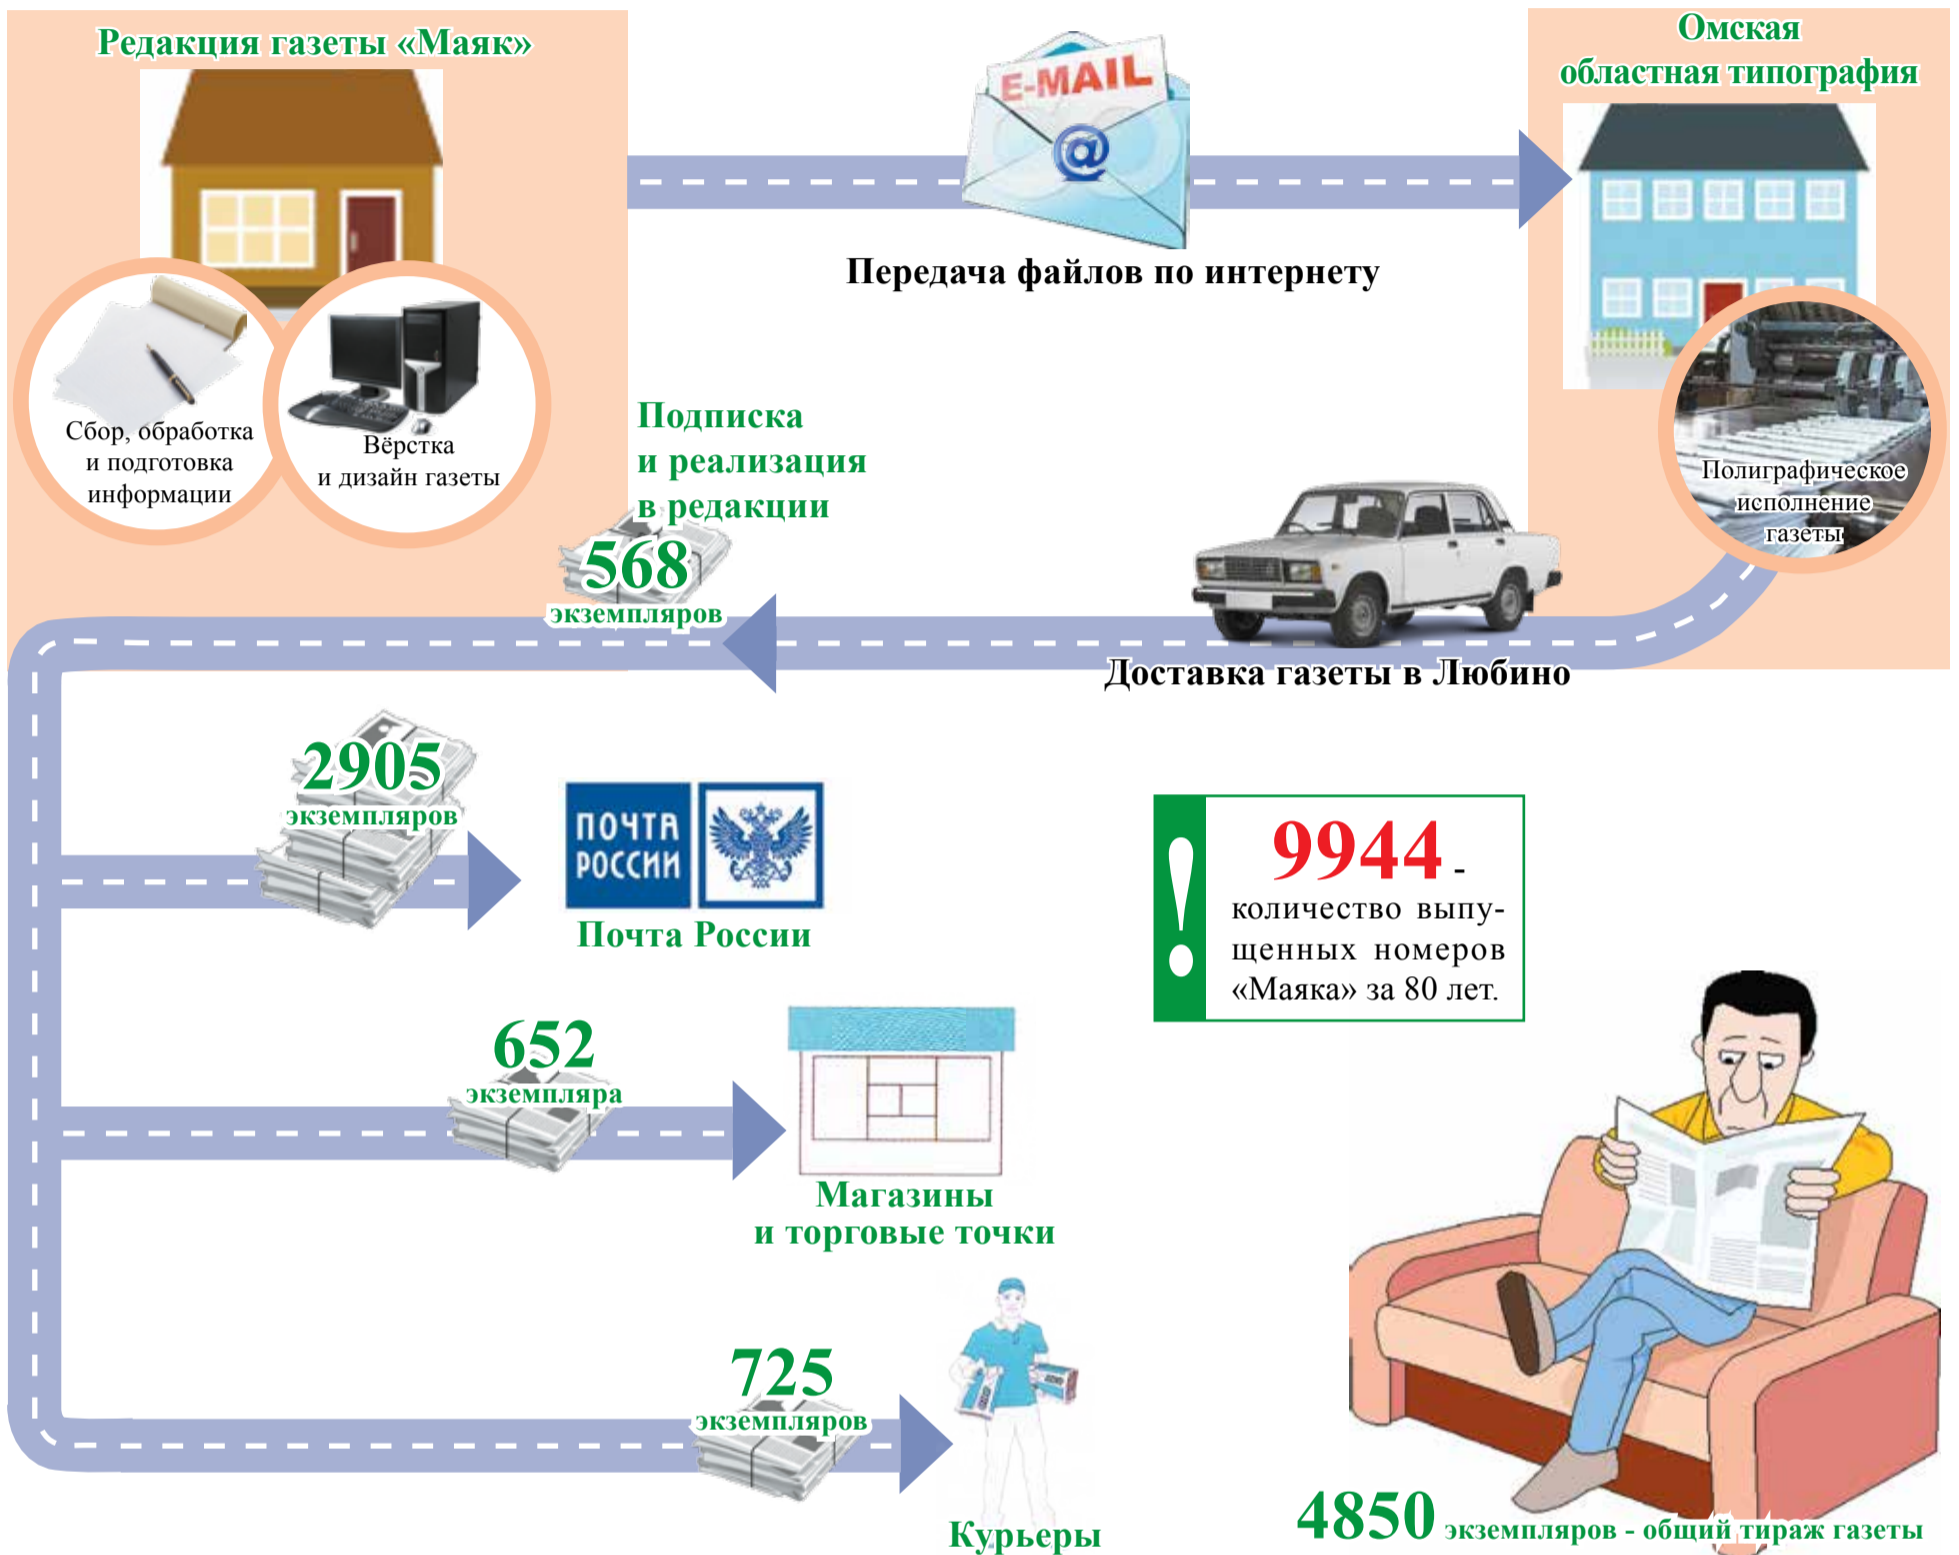 Редакция газеты «Маяк»
E-MAIL
@
Омская
областная типография
Передача файлов по интернету
Сбор, обработка
и подготовка
информации
Вёрстка
и дизайн газеты
Полиграфическое
исполнение
газеты
Подписка
и реализация
в редакции
568
экземпляров
Доставка газеты в Любино
2905
экземпляров
ПОЧТА
РОССИИ
Почта России
!
9944 -
количество выпу-
щенных номеров
«Маяка» за 80 лет.
652
экземпляра
Магазины
и торговые точки
725
экземпляров
Курьеры
4850 экземпляров - общий тираж газеты